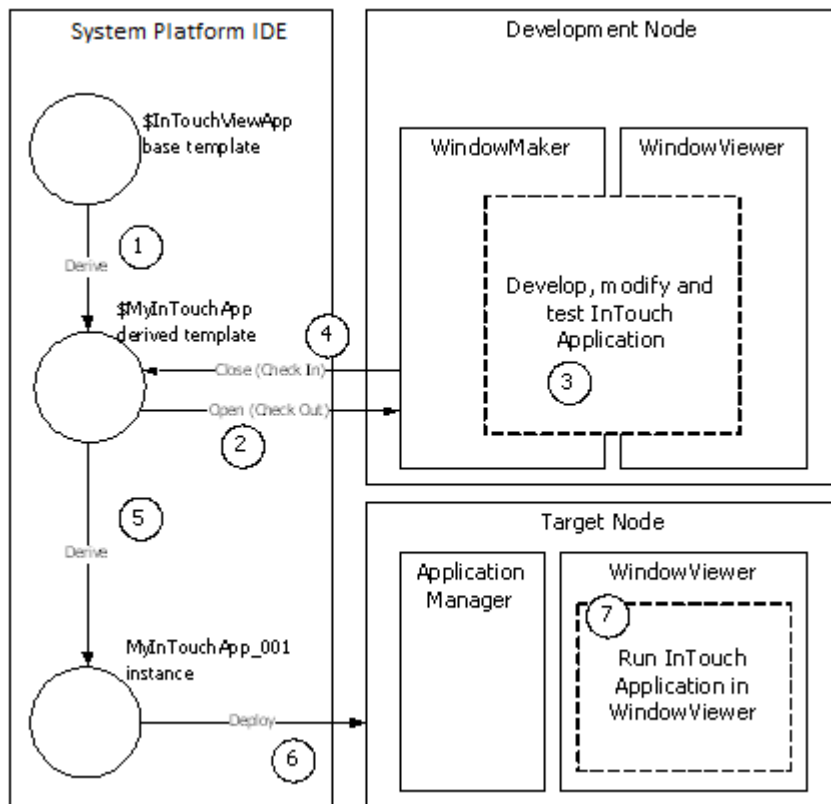 System Platform IDE
$InTouchViewApp
base template
1
Derive
$MyInTouchApp
derived template
4
Close (Check In)
Open (Check Out)
2
5
Derive
MyInTouchApp_001
instance
Deploy
6
Development Node
WindowMaker
WindowViewer
Develop, modify and
test InTouch
Application
3
Target Node
Application
Manager
WindowViewer
7
Run InTouch
Application in
WindowViewer